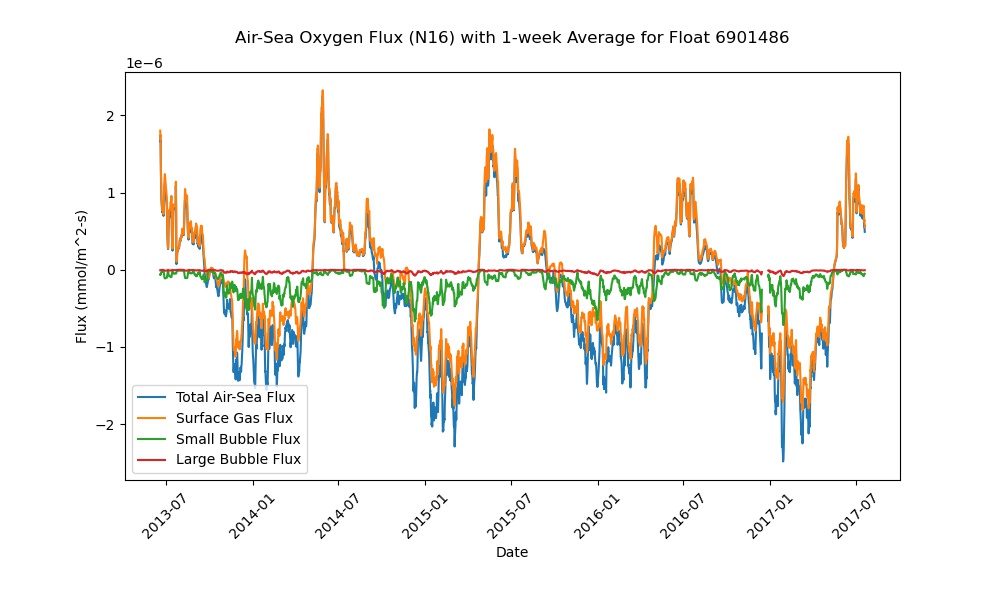 Air-Sea Oxygen Flux (N16) with 1-week Average for Float 6901486
1e−6
Flux (mmol/m^2-s)
2
1
0
−1
−2
Total Air-Sea Flux
Surface Gas Flux
Small Bubble Flux
Large Bubble Flux
2013-07
2014-01
2014-07
2015-01
2015-07
2016-01
2016-07
2017-01
2017-07
Date